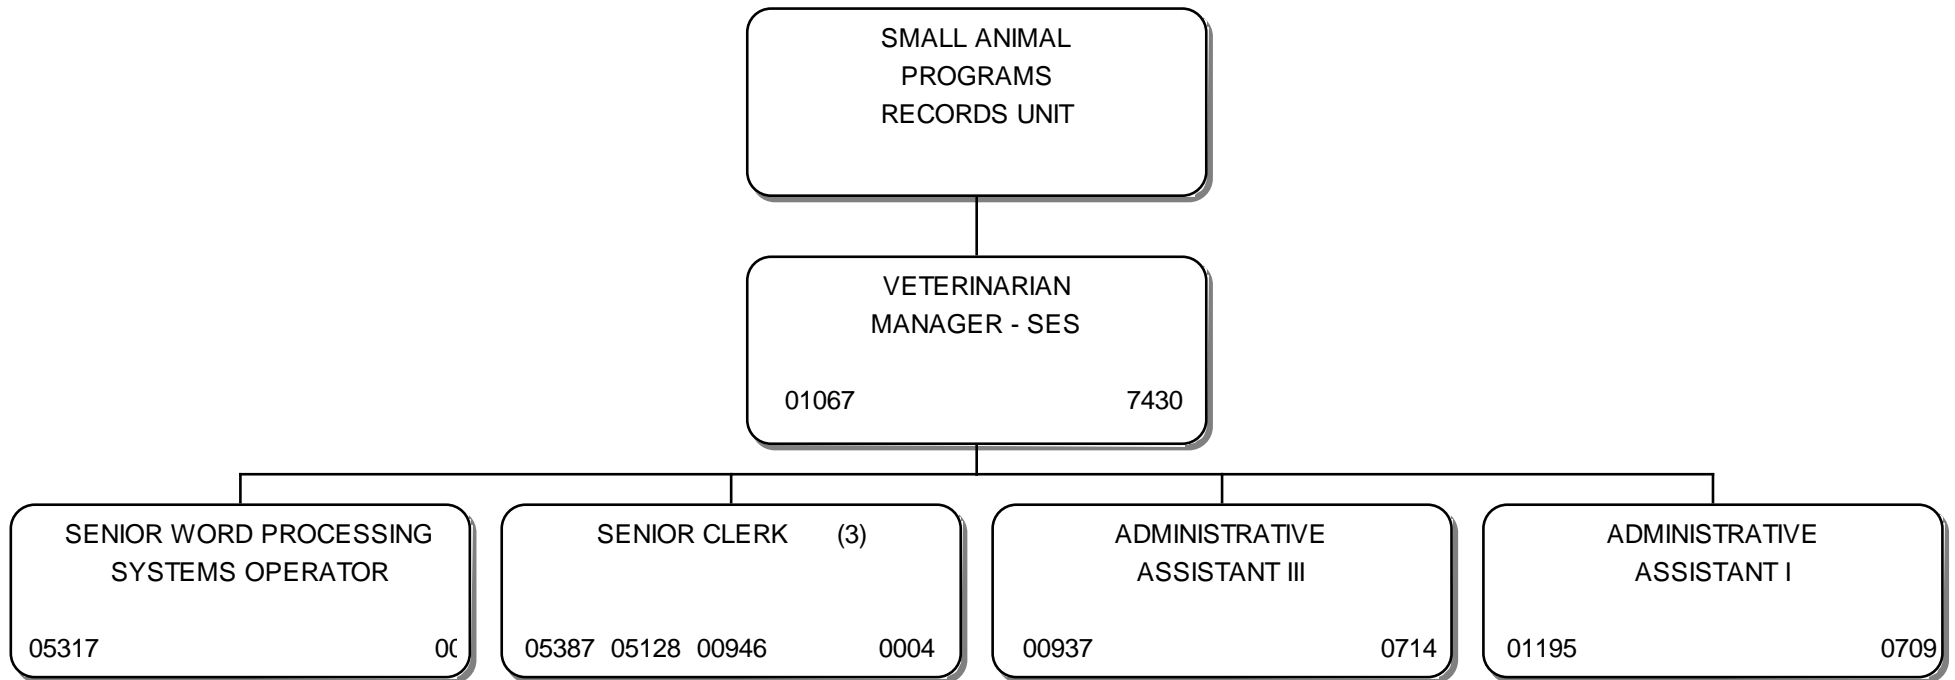 SMALL ANIMAL
PROGRAMS
RECORDS UNIT
VETERINARIAN
MANAGER - SES
01067 7430
SENIOR WORD PROCESSING
SYSTEMS OPERATOR
05317
SENIOR CLERK (3)
05387 05128 00946 0004
ADMINISTRATIVE
ASSISTANT III
00937 0714
ADMINISTRATIVE
ASSISTANT I
01195 0709